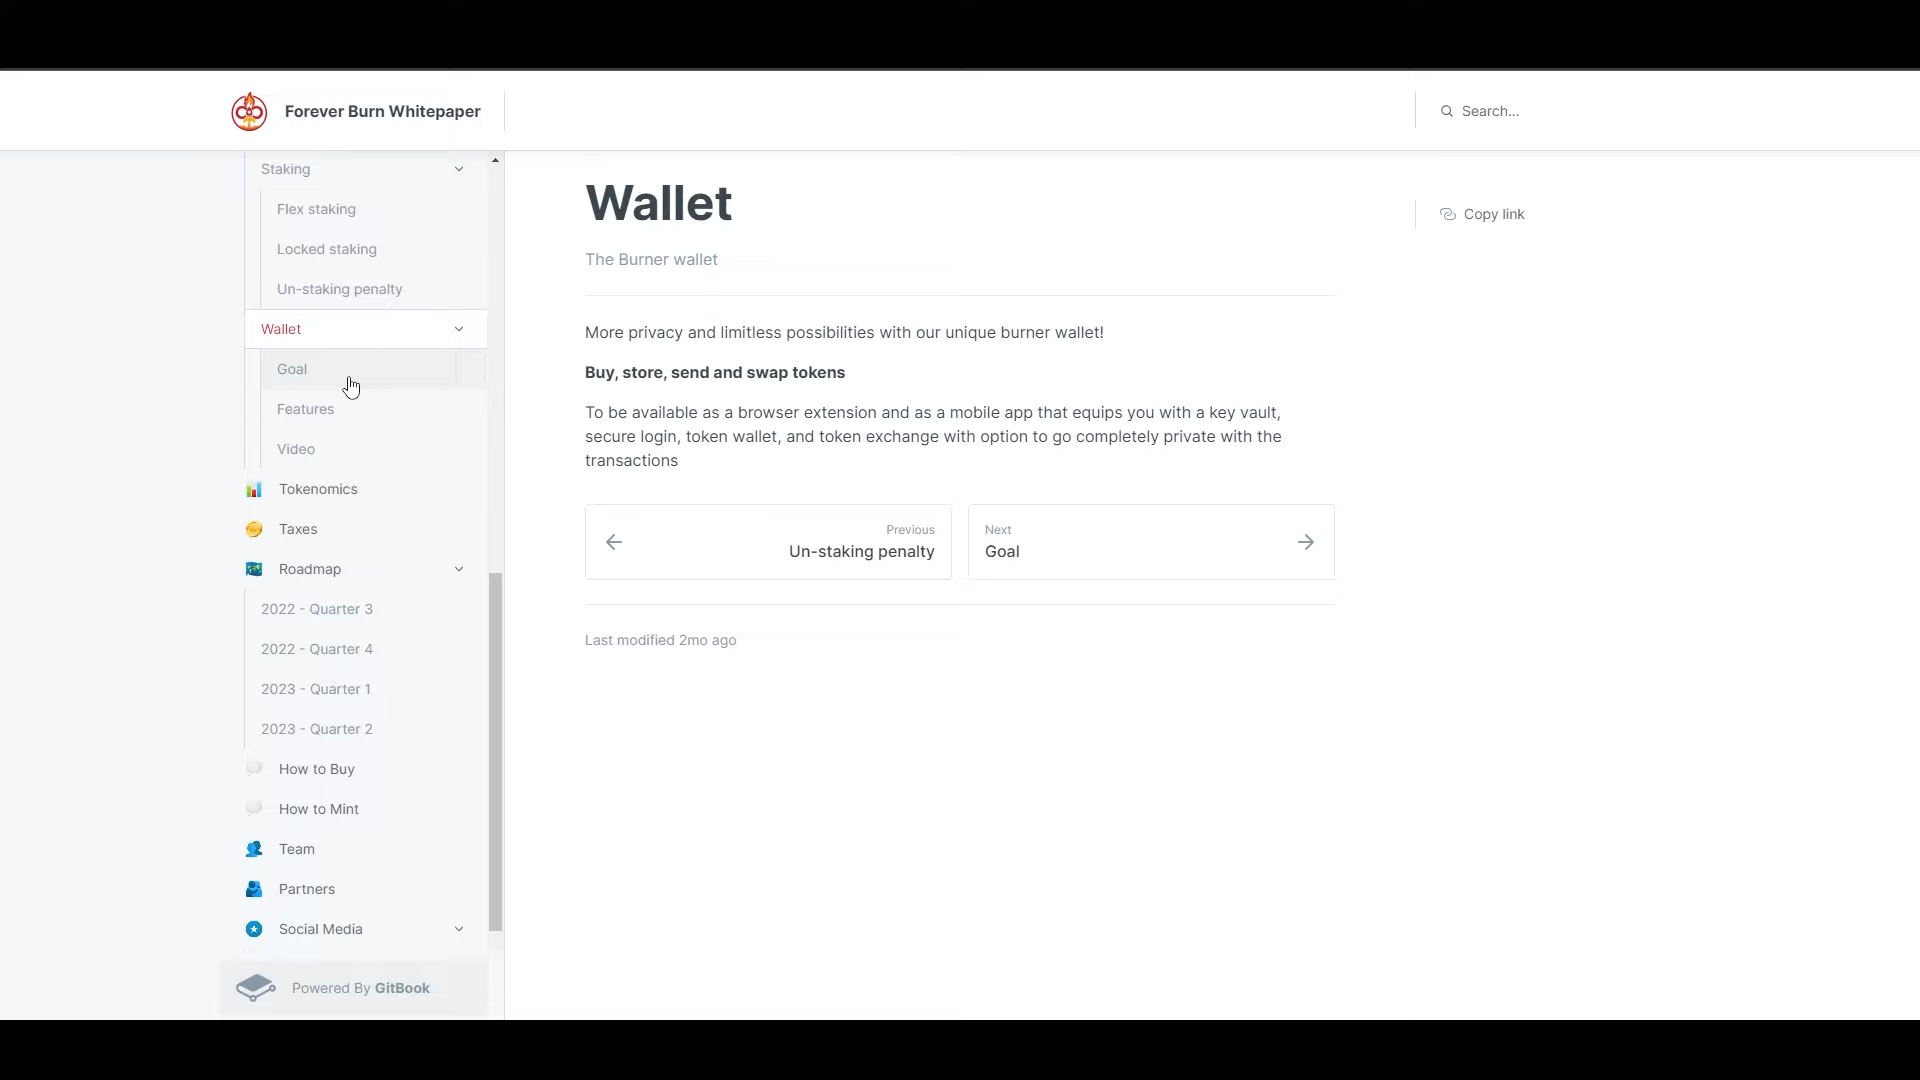 Forever Burn Whitepaper
Search...
Staking
Flex staking
Locked staking
Un-staking penalty
Wallet
Goal
Features
Video
Tokenomics
Taxes
Roadmap
2022 - Quarter 3
2022 - Quarter 4
2023 - Quarter 1
2023 - Quarter 2
How to Buy
How to Mint
Team
Partners
Social Media
Powered By GitBook
Wallet
Copy link
The Burner wallet
More privacy and limitless possibilities with our unique burner wallet!
Buy, store, send and swap tokens
To be available as a browser extension and as a mobile app that equips you with a key vault,
secure login, token wallet, and token exchange with option to go completely private with the
transactions
Previous
Un-staking penalty
Next
Goal
Last modified 2mo ago